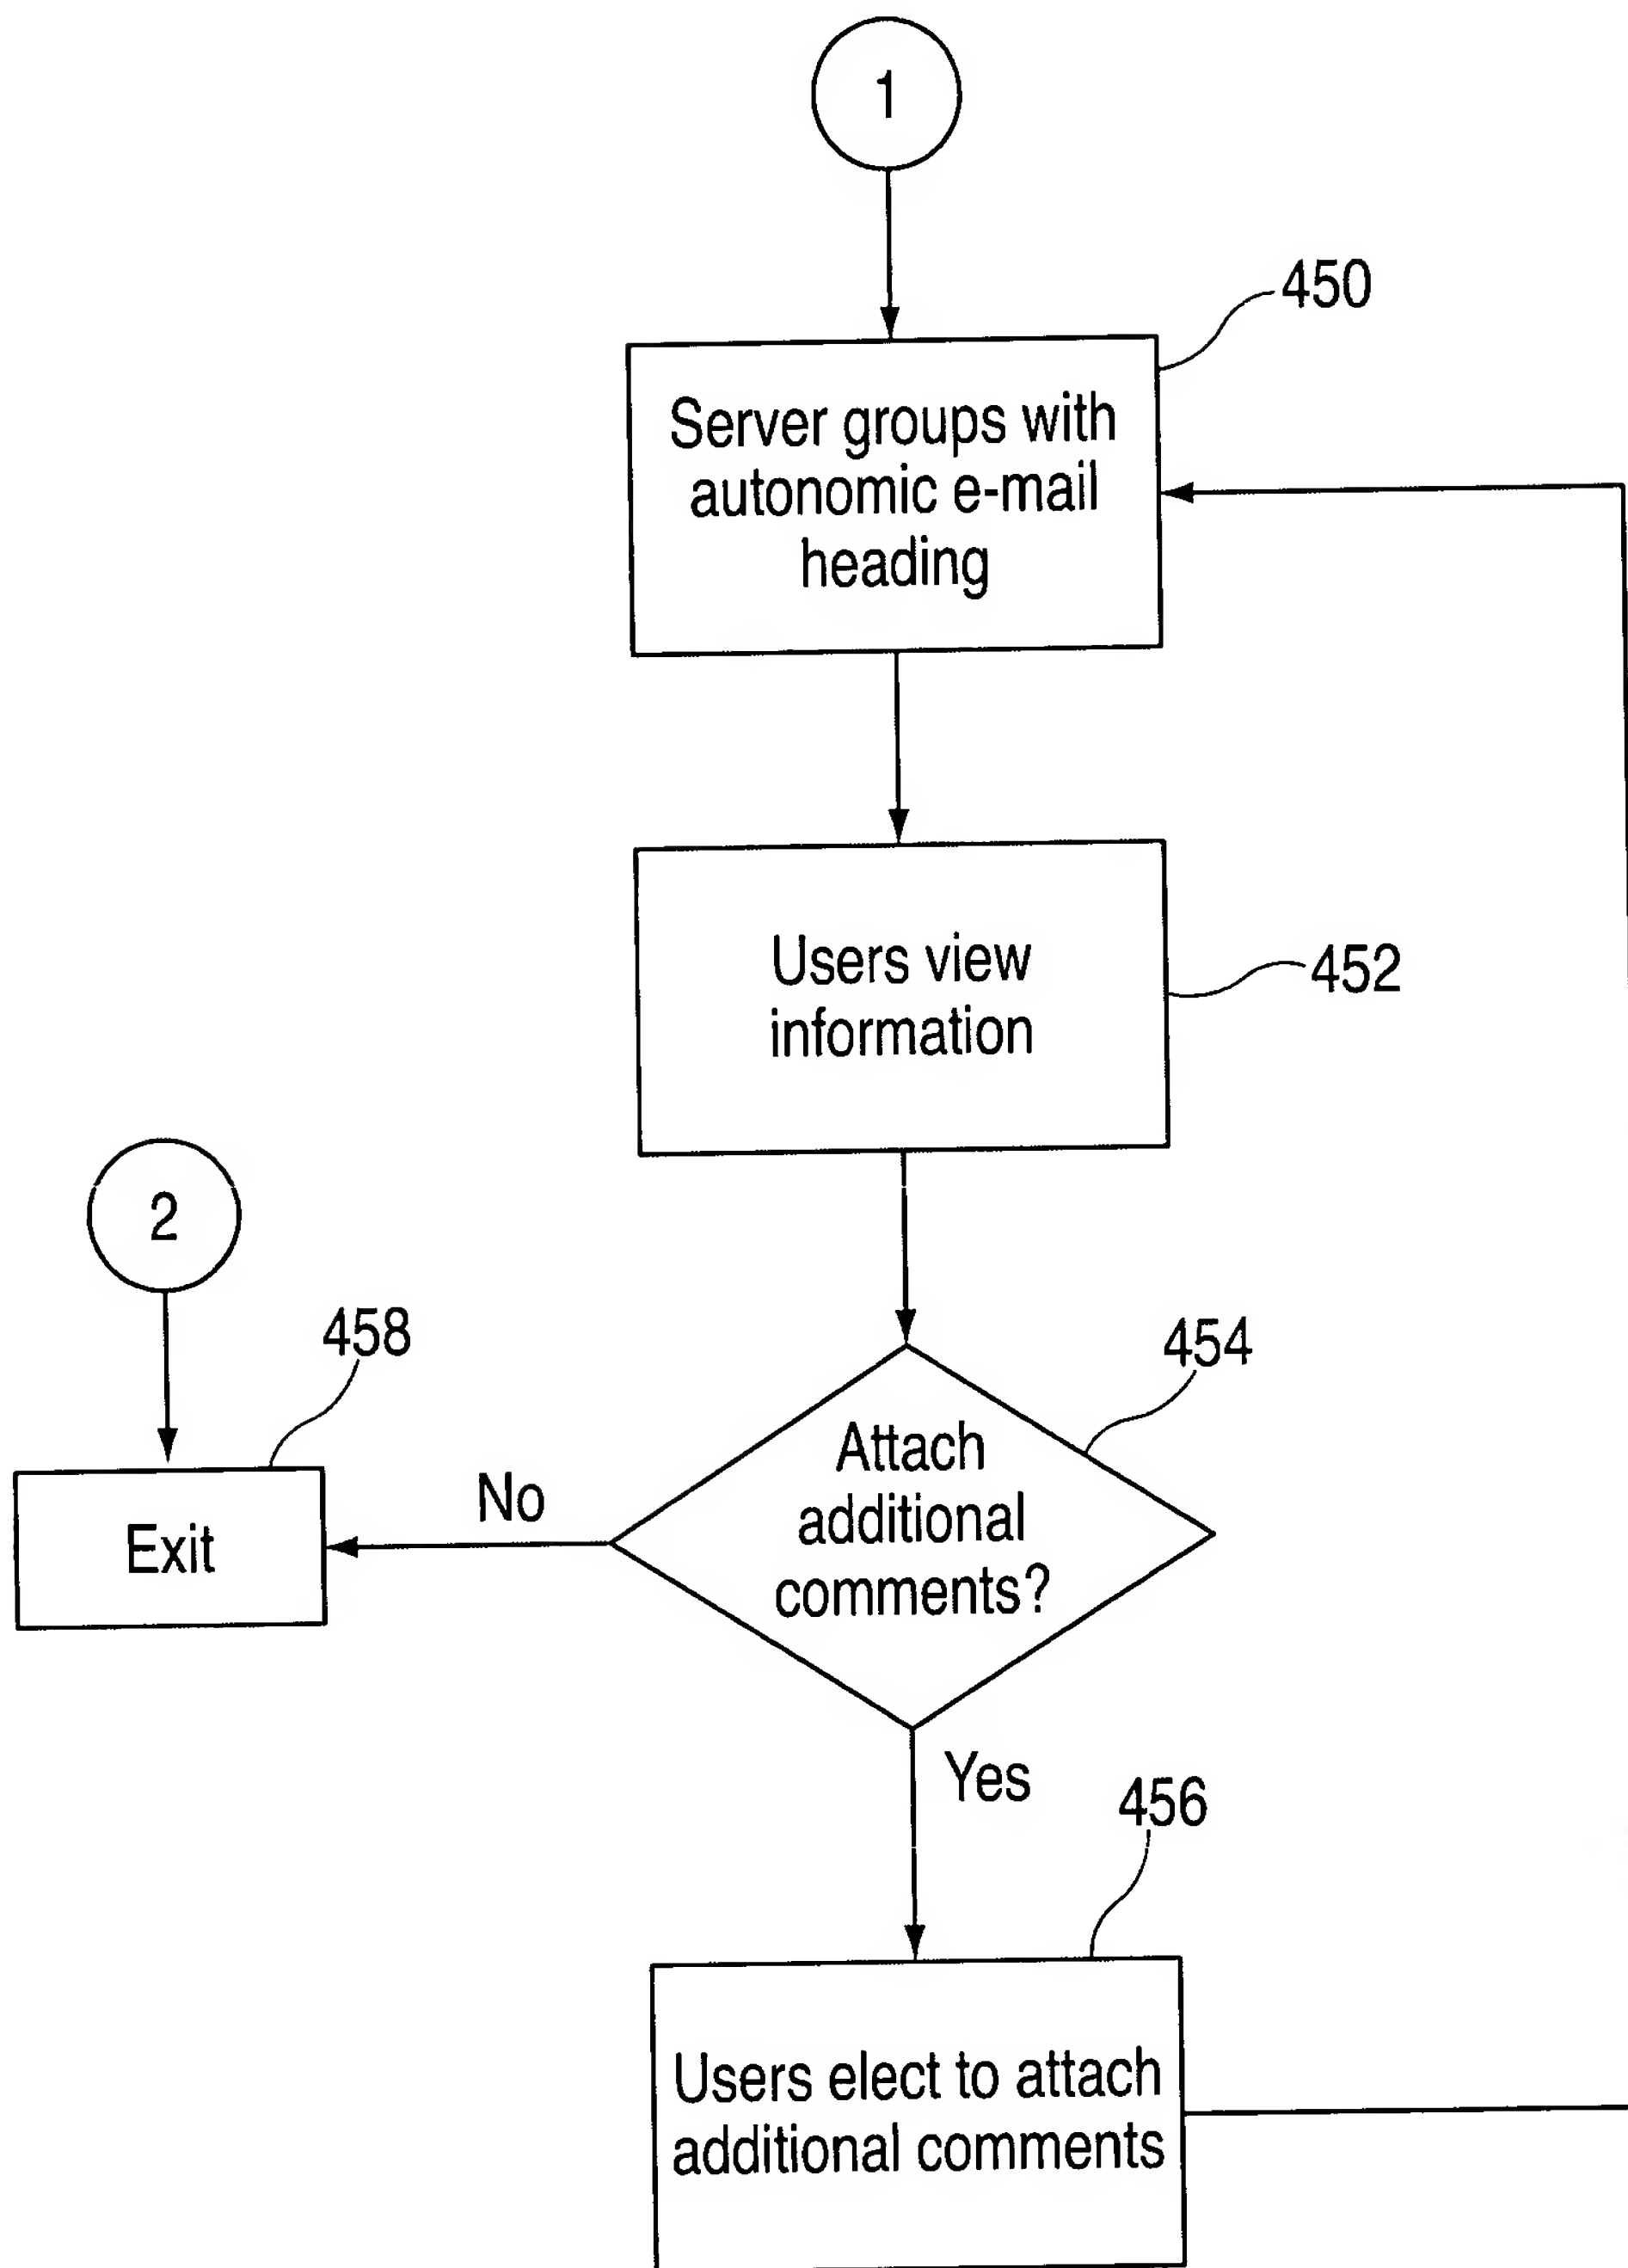 1
450
Server groups with
autonomic e-mail
heading
Users view
information
452
2
458
454
Exit
No
Attach
additional
comments?
Yes
456
Users elect to attach
additional comments